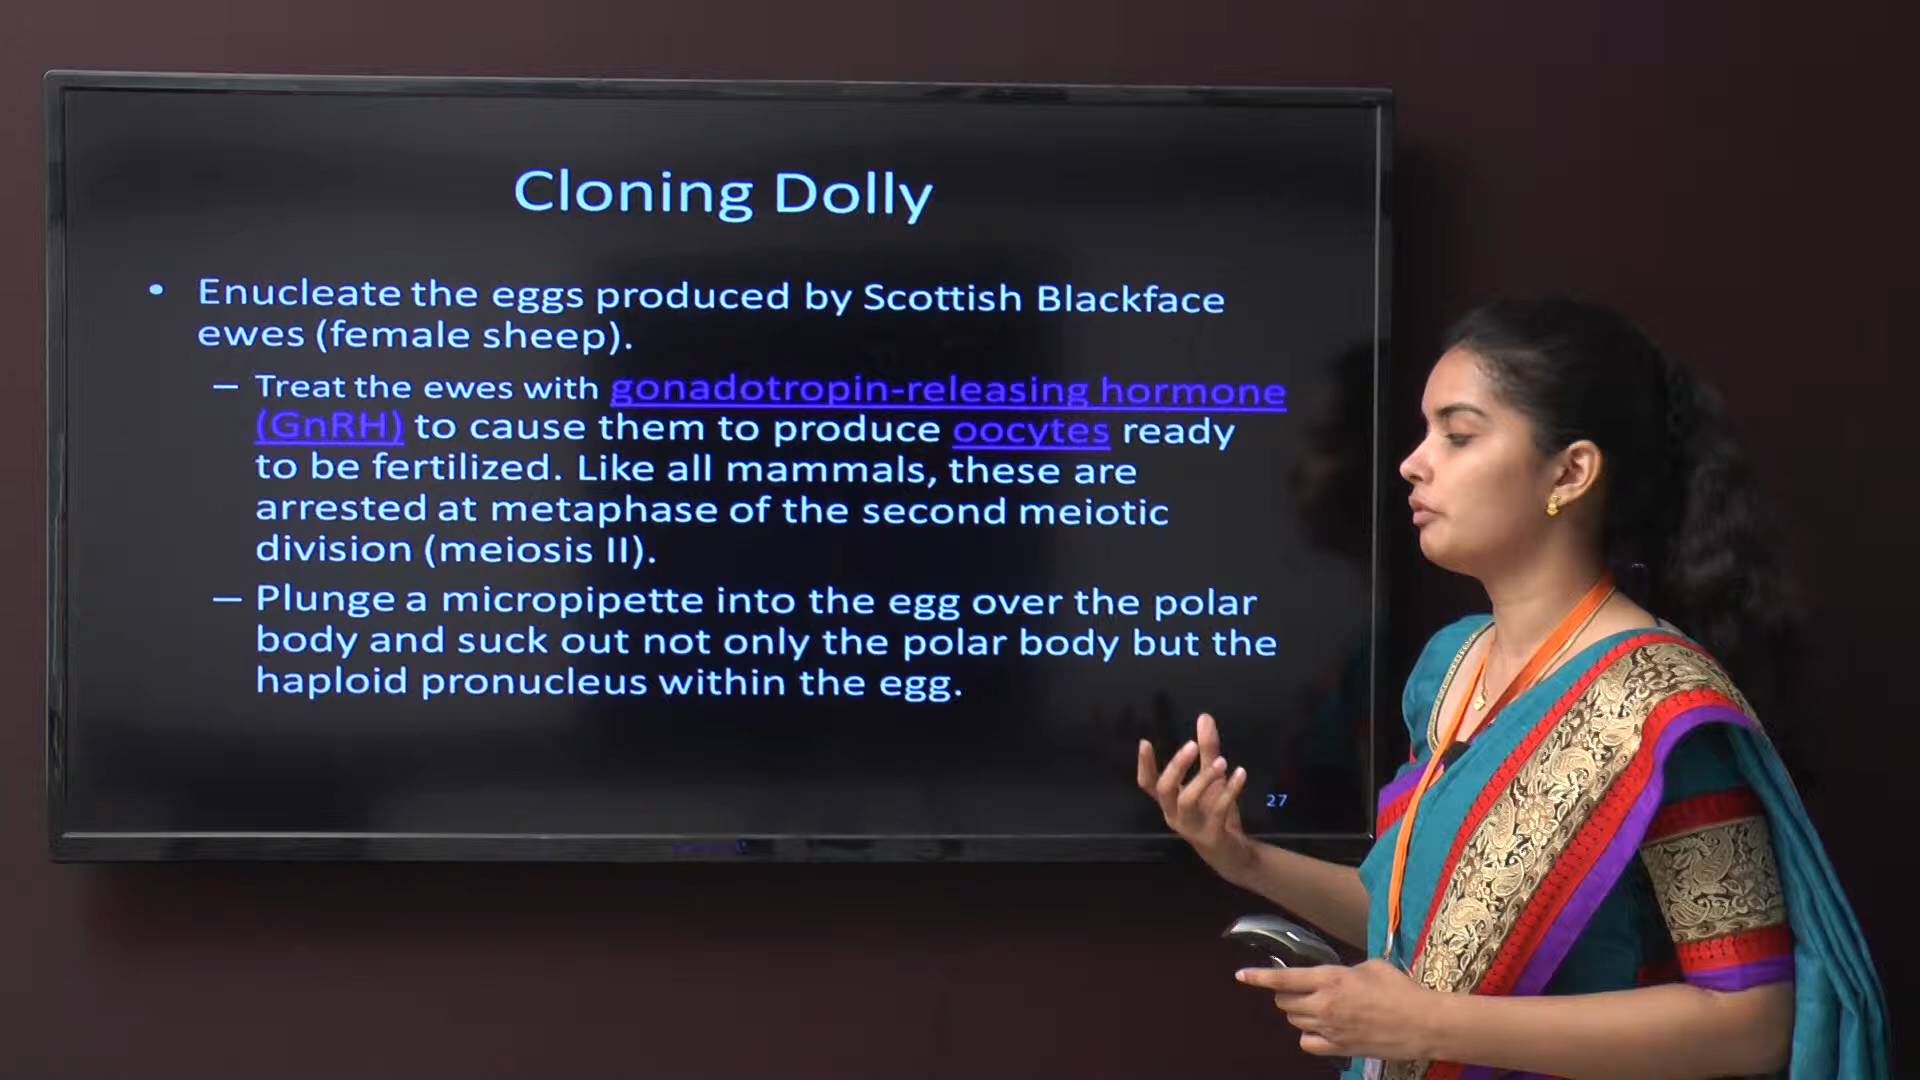 Cloning Dolly
• Enucleate the eggs produced by Scottish Blackface
ewes (female sheep).
– Treat the ewes with gonadotropin-releasing hormone
(GnRH) to cause them to produce oocytes ready
to be fertilized. Like all mammals, these are
arrested at metaphase of the second meiotic
division (meiosis II).
– Plunge a micropipette into the egg over the polar
body and suck out not only the polar body but the
haploid pronucleus within the egg.
27